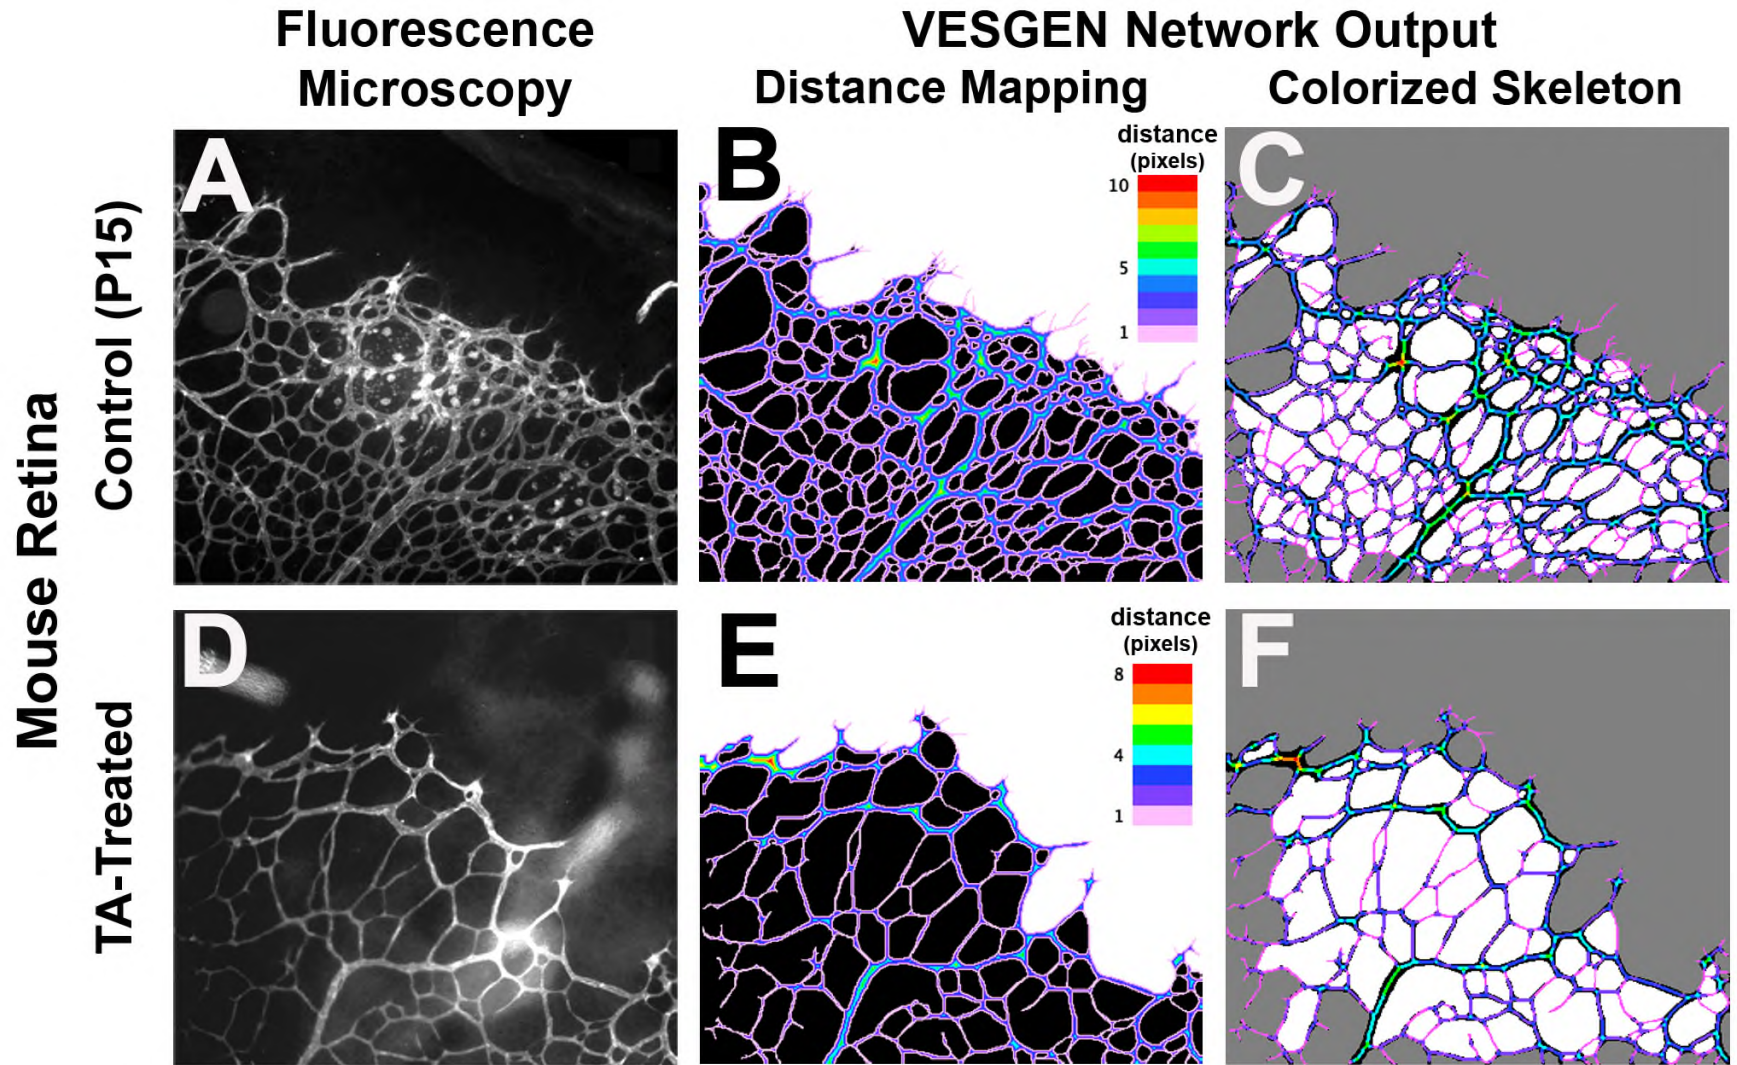 Fluorescence
Microscopy
VESGEN Network Output
Distance Mapping
Colorized Skeleton
Mouse Retina
Control (P15)
A
B
distance
(pixels)
10
5
1
C
TA-Treated
D
E
distance
(pixels)
8
4
1
F